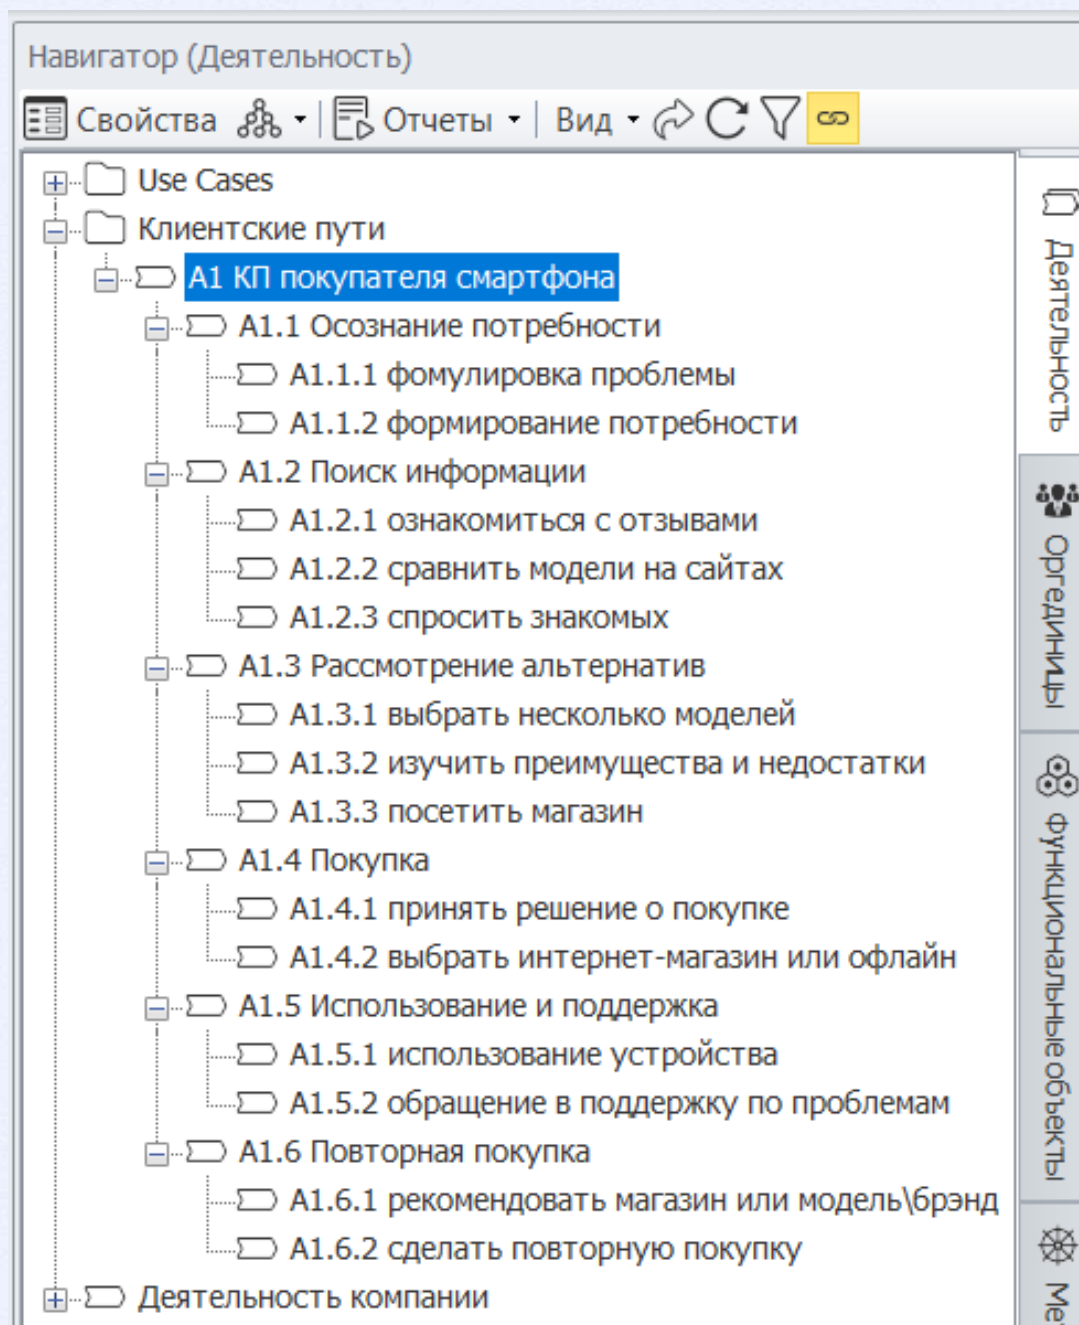 Навигатор (Деятельность)
Свойства Отчеты Вид
Use Cases
Клиентские пути
А1 КП покупателя смартфона
А1.1 Осознание потребности
А1.1.1 фомулировка проблемы
А1.1.2 формирование потребности
А1.2 Поиск информации
А1.2.1 ознакомиться с отзывами
А1.2.2 сравнить модели на сайтах
А1.2.3 спросить знакомых
А1.3 Рассмотрение альтернатив
А1.3.1 выбрать несколько моделей
А1.3.2 изучить преимущества и недостатки
А1.3.3 посетить магазин
А1.4 Покупка
А1.4.1 принять решение о покупке
А1.4.2 выбрать интернет-магазин или офлайн
А1.5 Использование и поддержка
А1.5.1 использование устройства
А1.5.2 обращение в поддержку по проблемам
А1.6 Повторная покупка
А1.6.1 рекомендовать магазин или модель\брэнд
А1.6.2 сделать повторную покупку
Деятельность компании
Деятельность
Оргединицы
Функциональные объекты